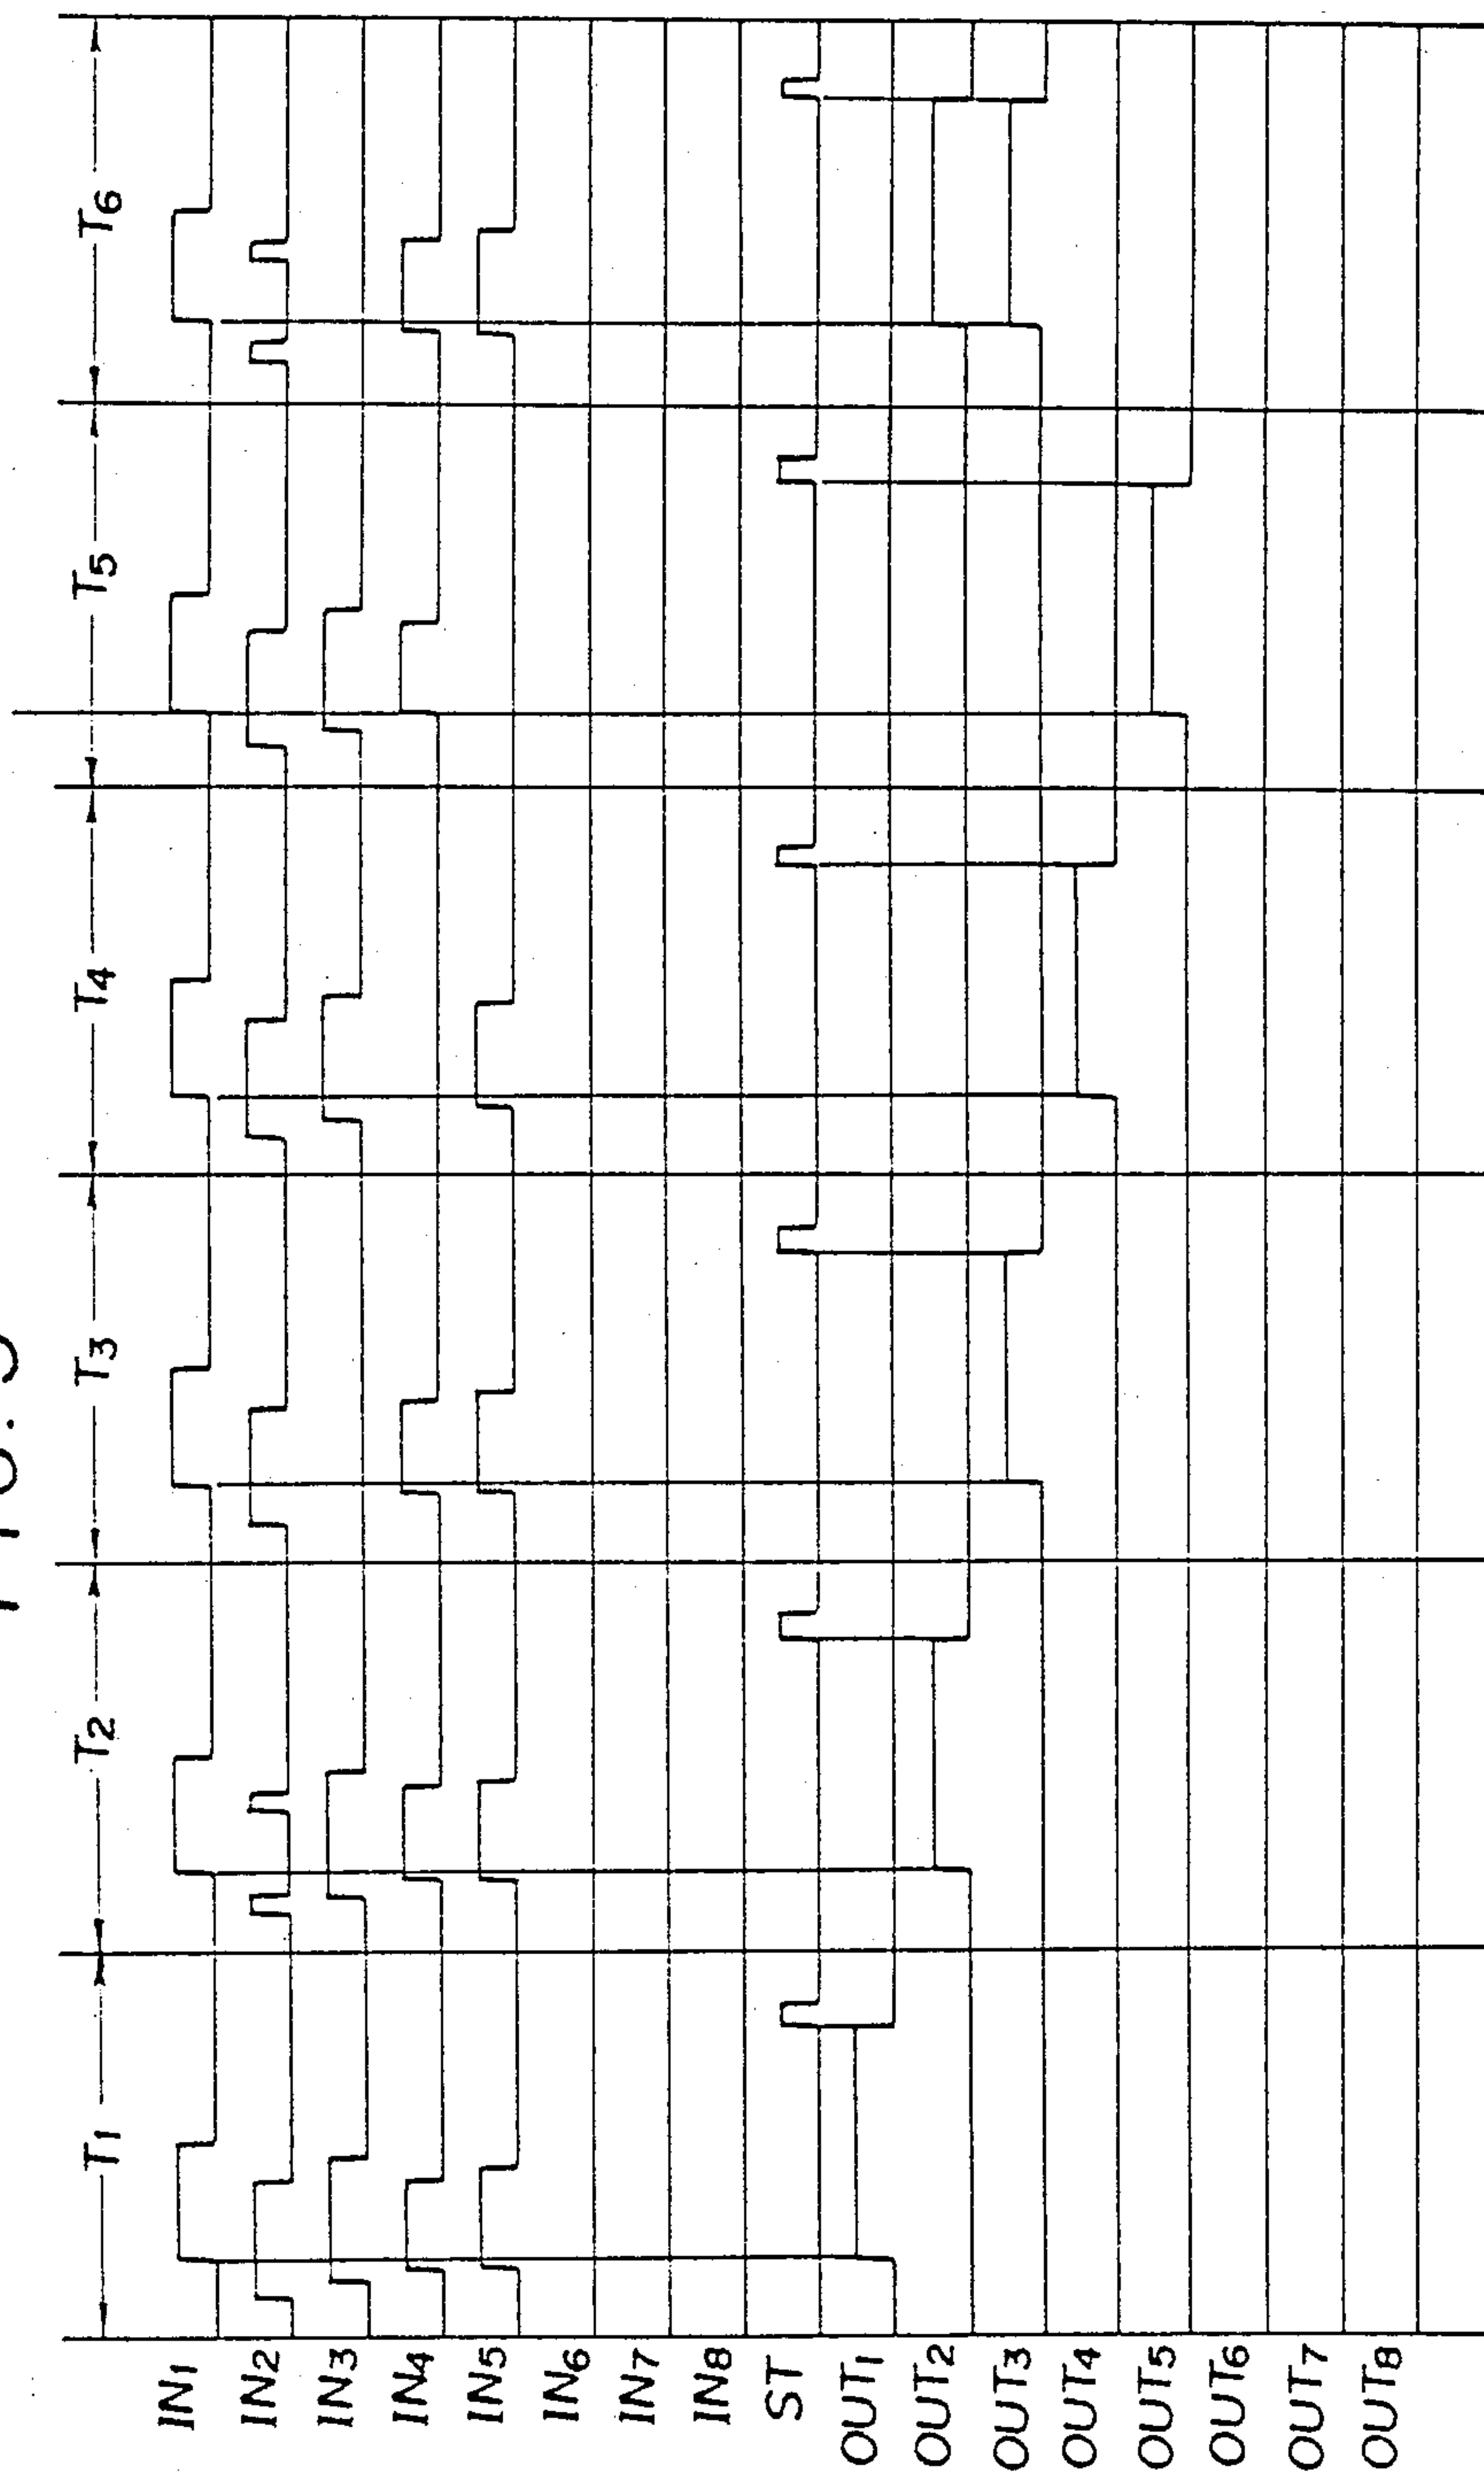 T1
T2
T3
T4
T5
T6
IN1
IN2
IN3
IN4
IN5
IN6
IN7
IN8
ST
OUT1
OUT2
OUT3
OUT4
OUT5
OUT6
OUT7
OUT8